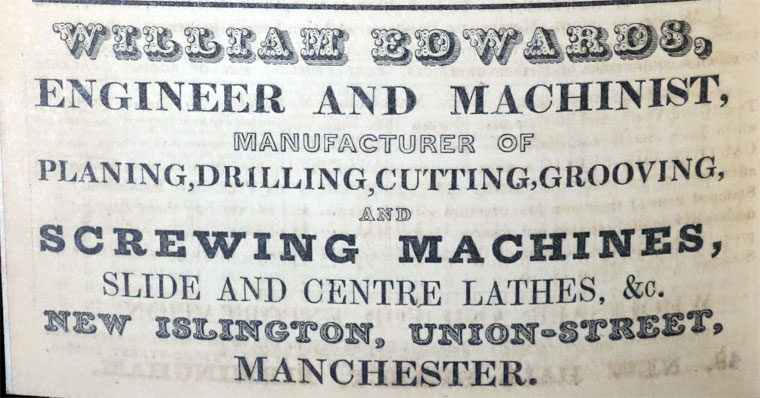 WILLIAM EDWARDS,
ENGINEER AND MACHINIST,
MANUFACTURER OF
PLANING, DRILLING, CUTTING, GROOVING,
AND
SCREWING MACHINES,
SLIDE AND CENTRE LATHES, &c.
NEW ISLINGTON, UNION-STREET,
MANCHESTER.